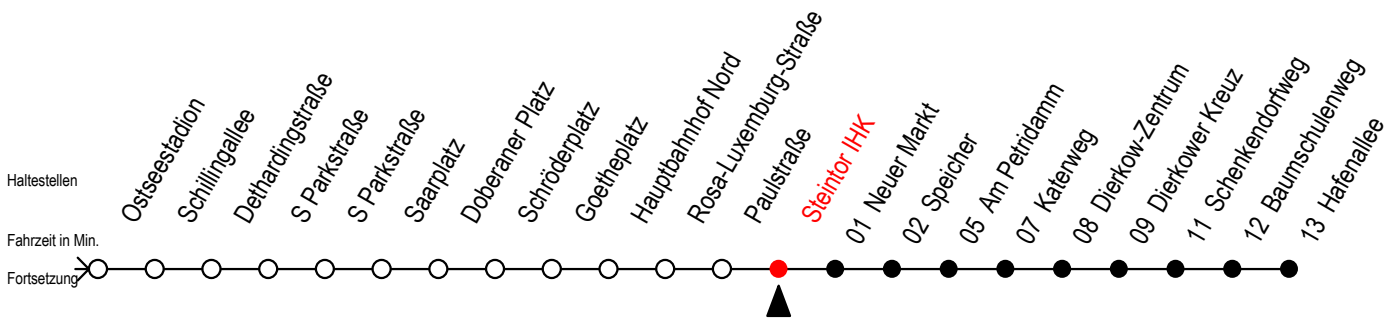 Haltestellen
Ostseestadion
Schillingallee
Dethardingstraße
S Parkstraße
S Parkstraße
Saarplatz
Doberaner Platz
Schröderplatz
Goetheplatz
Hauptbahnhof Nord
Rosa-Luxemburg-Straße
Paulstraße
Steintor IHK
01 Neuer Markt
02 Speicher
05 Am Petridamm
07 Katenweg
08 Dierkow-Zentrum
09 Dierkower Kreuz
11 Schenkendorfweg
12 Baumschulenweg
13 Hafenallee
Fahrzeit in Min.
Fortsetzung